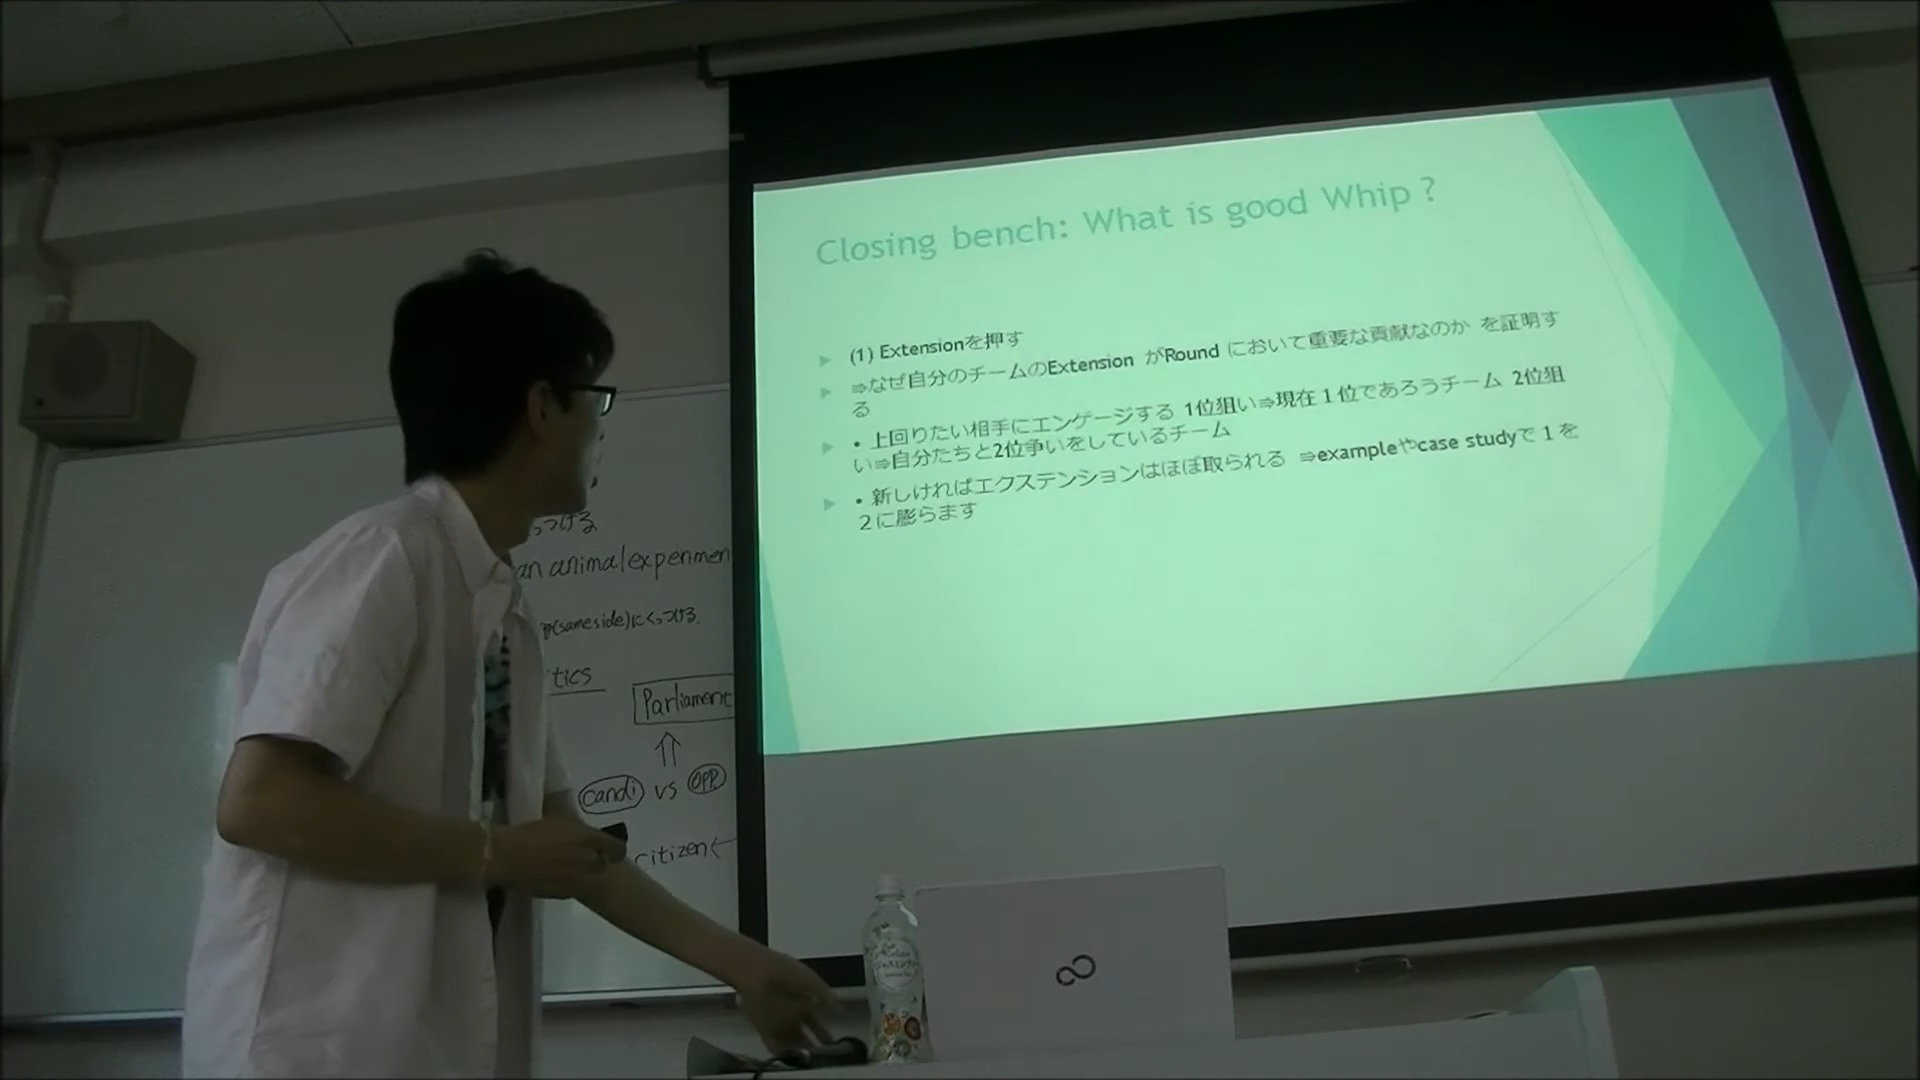 Closing bench: What is good Whip ?
(1) Extensionを押す
⇒なぜ自分のチームのExtension がRound において重要な貢献なのか を証明す
る
• 上回りたい相手にエンゲージする 1位狙い⇒現在１位であろうチーム 2位狙
い⇒自分たちと2位争いをしているチーム
• 新しければエクステンションはほぼ取られる ⇒exampleやcase studyで１を
２に膨らます
っつける
an animal experimen
(same side)にくっつける.
tics
Parliament
candi vs opp.
citizen